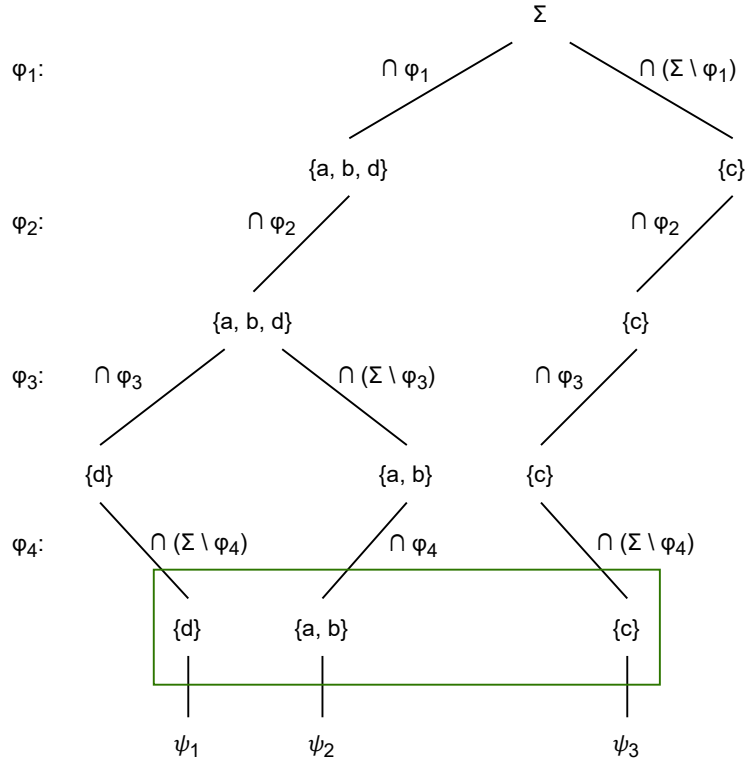 Σ
φ₁: ∩ φ₁ ∩ (Σ \ φ₁)
{a, b, d} {c}
φ₂: ∩ φ₂ ∩ φ₂
{a, b, d} {c}
φ₃: ∩ φ₃ ∩ (Σ \ φ₃) ∩ φ₃
{d} {a, b} {c}
φ₄: ∩ (Σ \ φ₄) ∩ φ₄ ∩ (Σ \ φ₄)
{d} {a, b} {c}
ψ₁ ψ₂ ψ₃